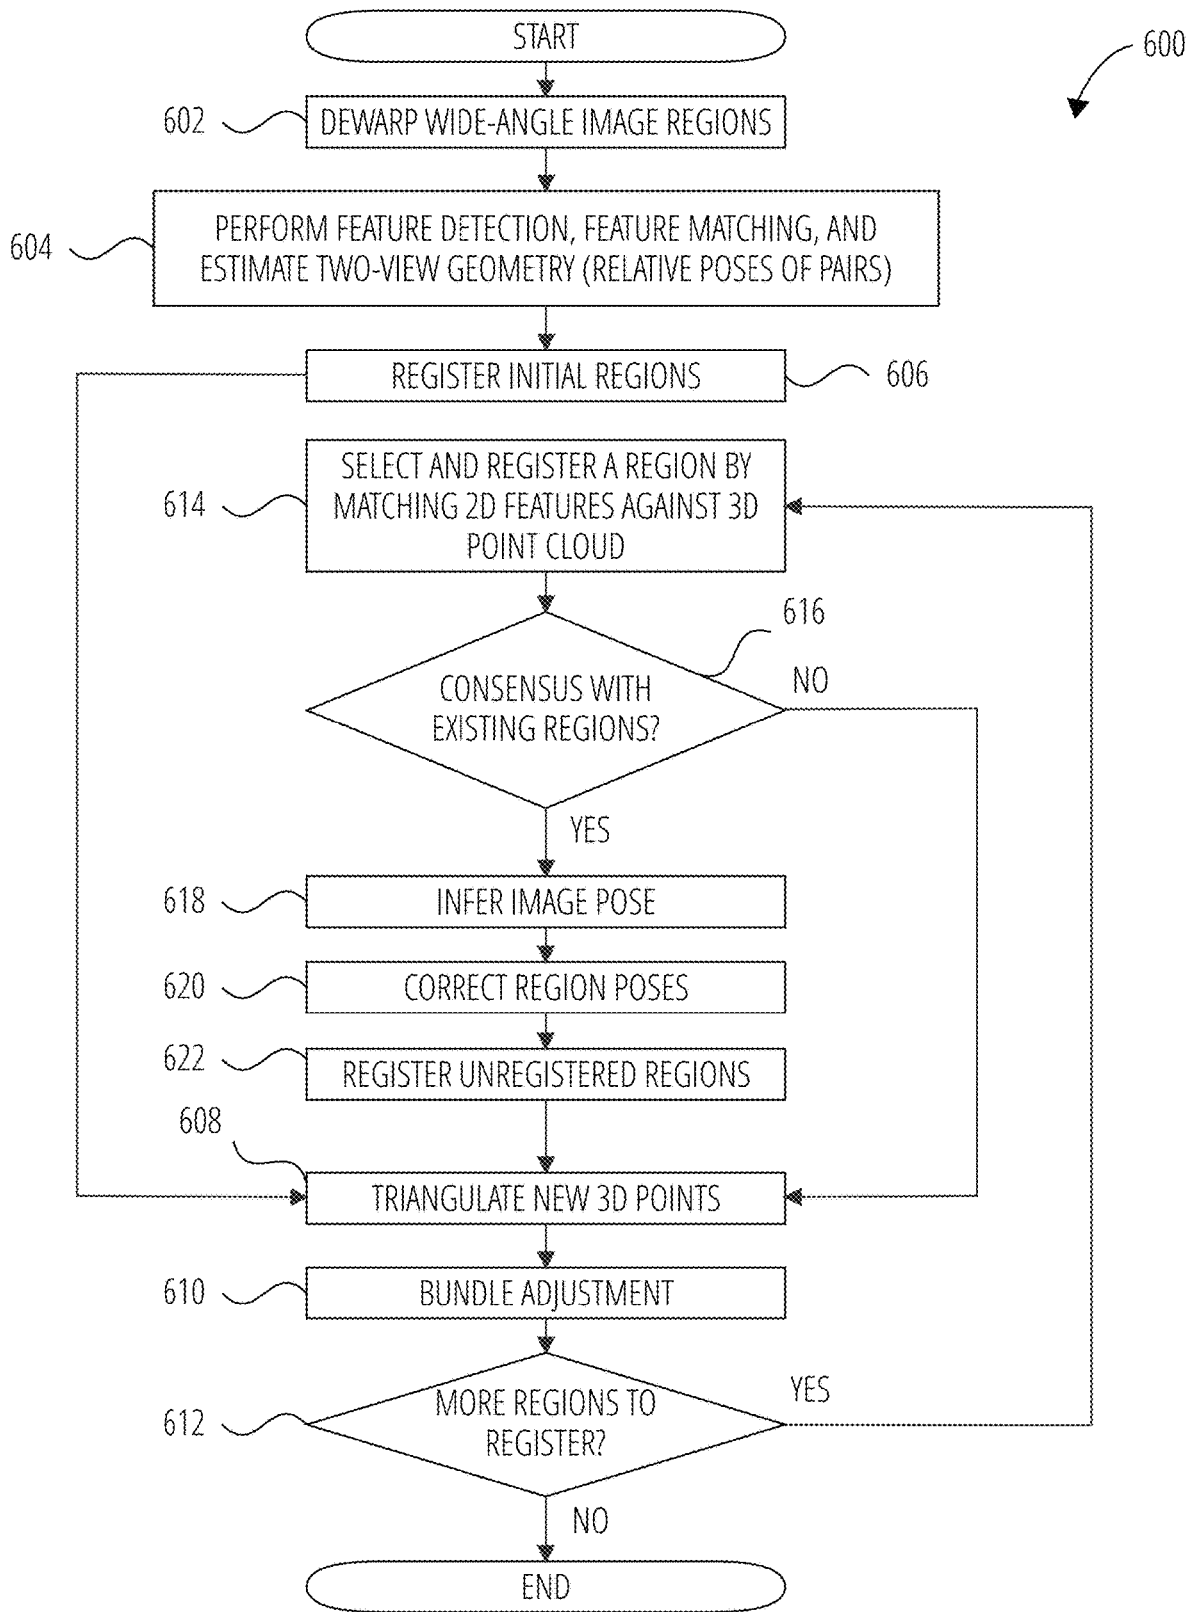 START
600
602
DEWARP WIDE-ANGLE IMAGE REGIONS
604
PERFORM FEATURE DETECTION, FEATURE MATCHING, AND
ESTIMATE TWO-VIEW GEOMETRY (RELATIVE POSES OF PAIRS)
REGISTER INITIAL REGIONS
606
614
SELECT AND REGISTER A REGION BY
MATCHING 2D FEATURES AGAINST 3D
POINT CLOUD
616
NO
CONSENSUS WITH
EXISTING REGIONS?
YES
618
INFER IMAGE POSE
620
CORRECT REGION POSES
622
REGISTER UNREGISTERED REGIONS
608
TRIANGULATE NEW 3D POINTS
610
BUNDLE ADJUSTMENT
612
MORE REGIONS TO
REGISTER?
YES
NO
END